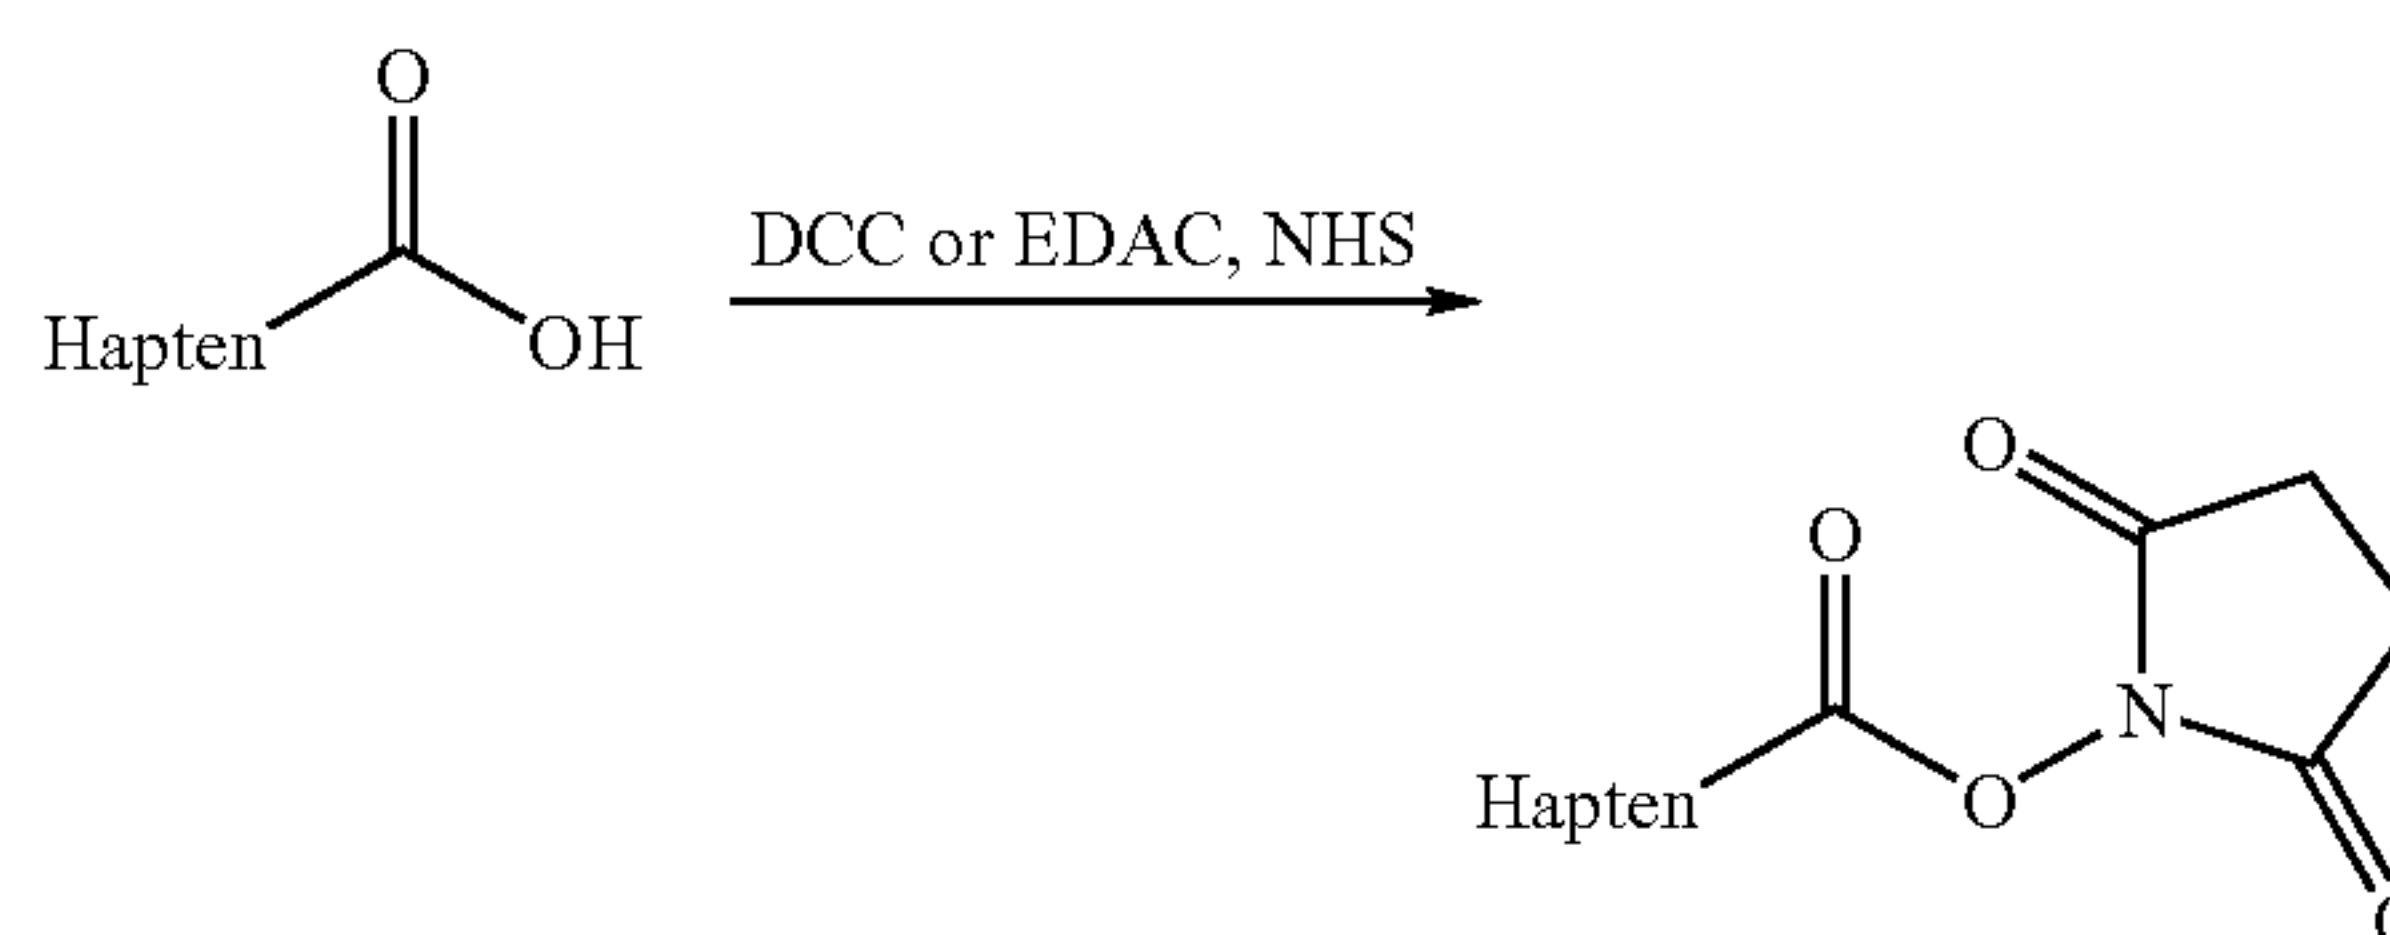 O
DCC or EDAC, NHS
Hapten
OH
O
O
N
Hapten
O